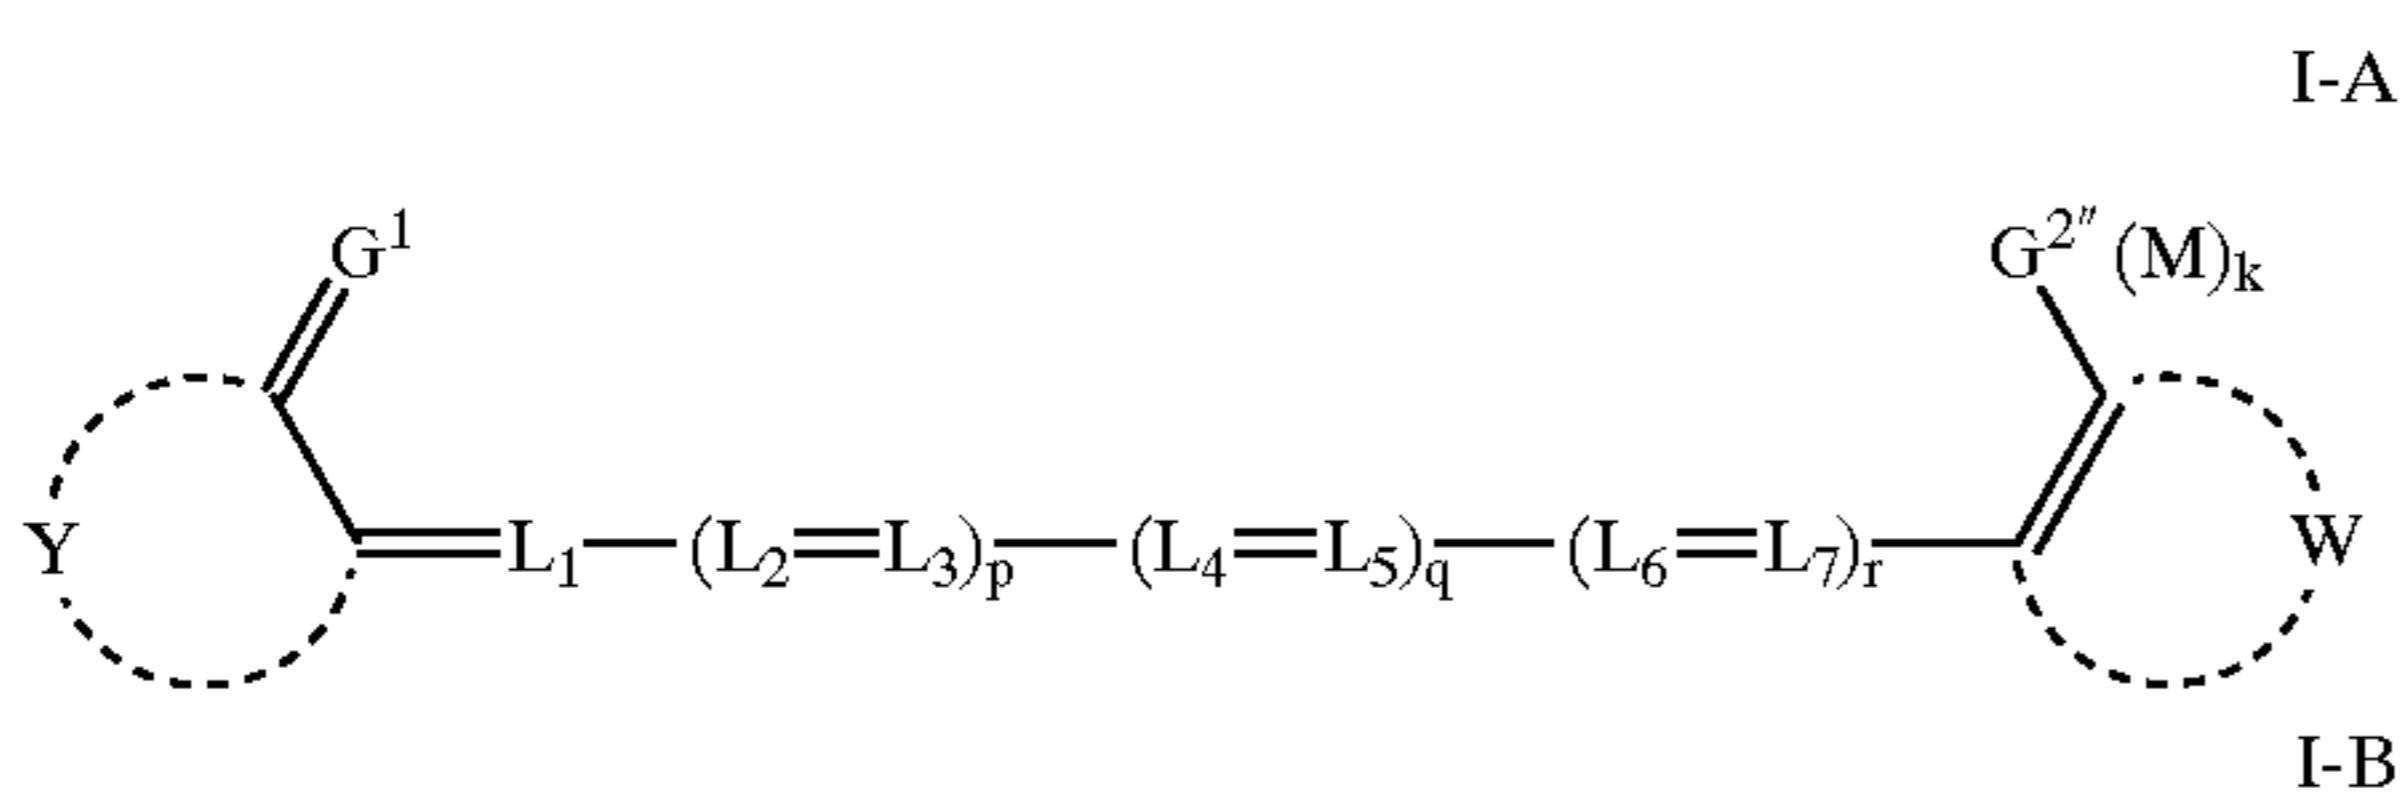 I-A
G¹ G²″ (M)ₖ
Y =L₁—(L₂=L₃)ₚ—(L₄=L₅)q—(L₆=L₇)ᵣ— W
I-B